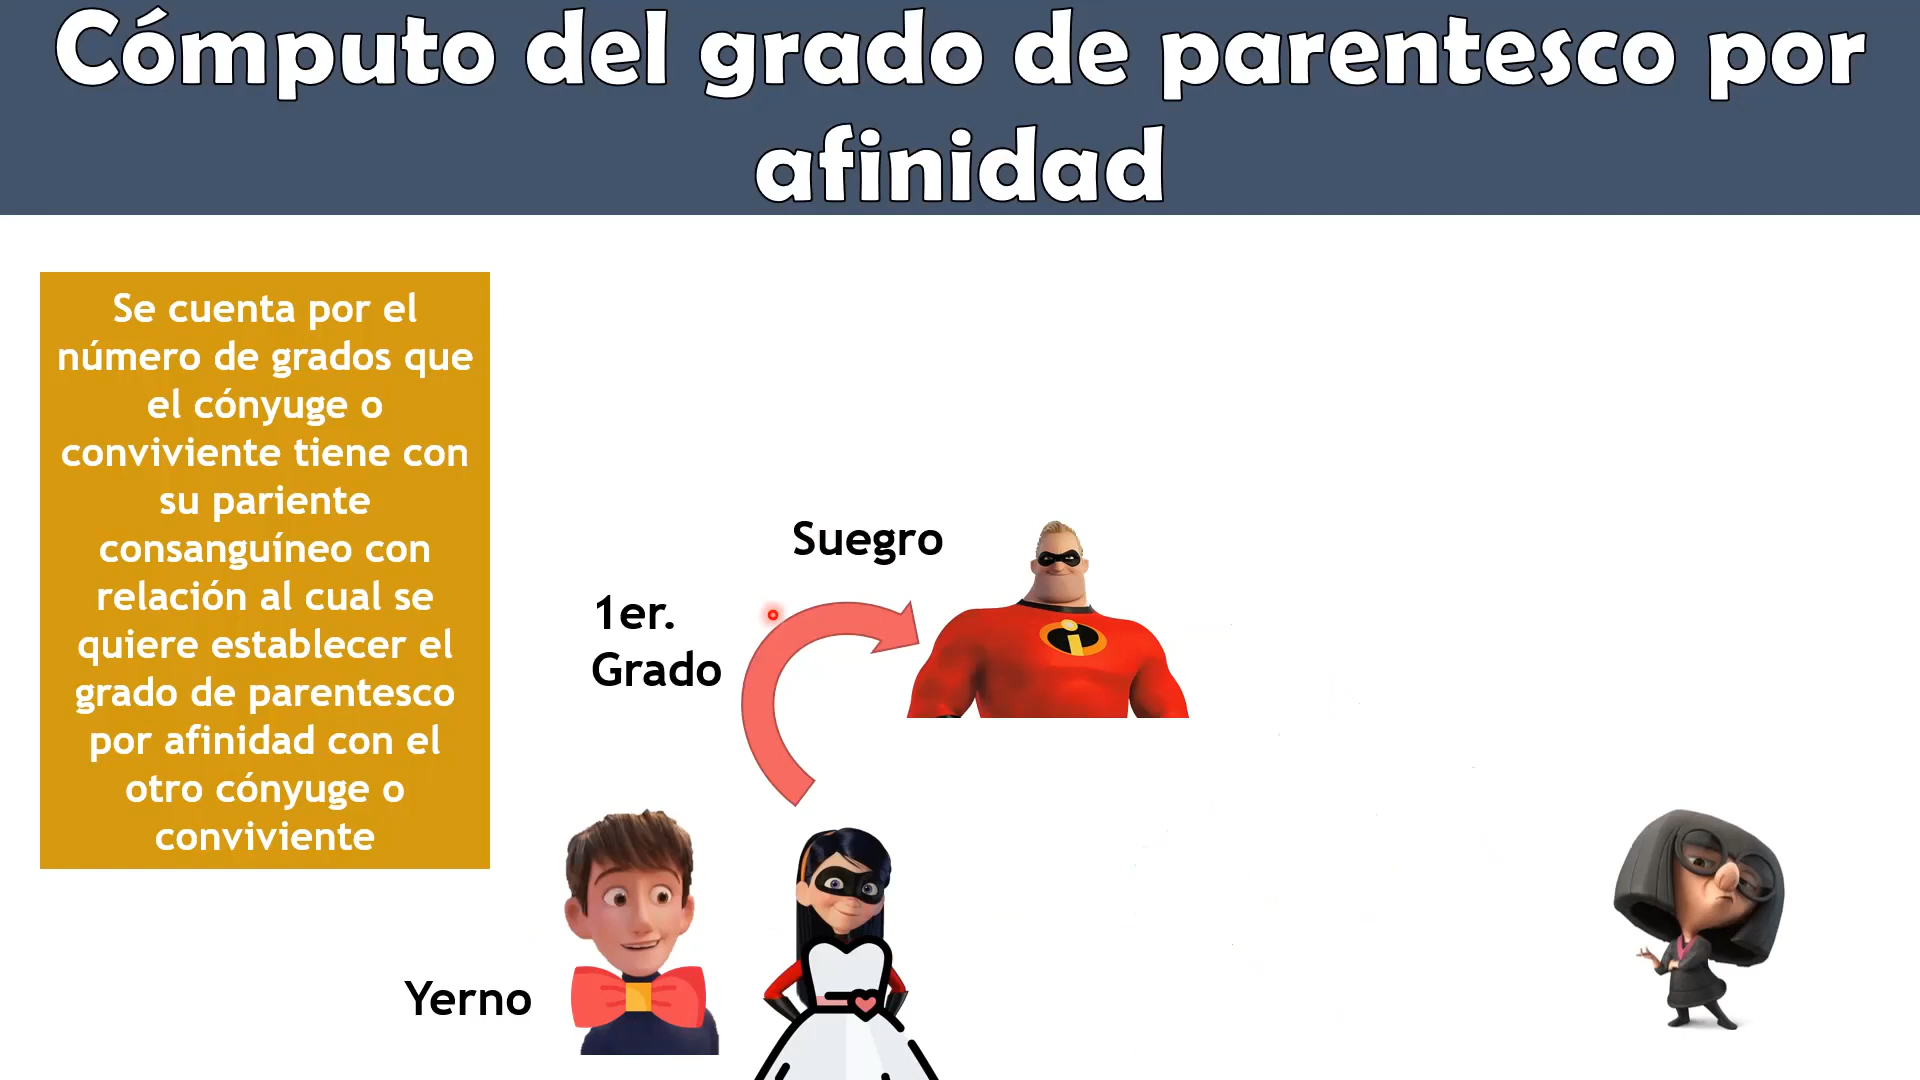 Cómputo del grado de parentesco por
afinidad
Se cuenta por el
número de grados que
el cónyuge o
conviviente tiene con
su pariente
consanguíneo con
relación al cual se
quiere establecer el
grado de parentesco
por afinidad con el
otro cónyuge o
conviviente
Suegro
1er.
Grado
Yerno